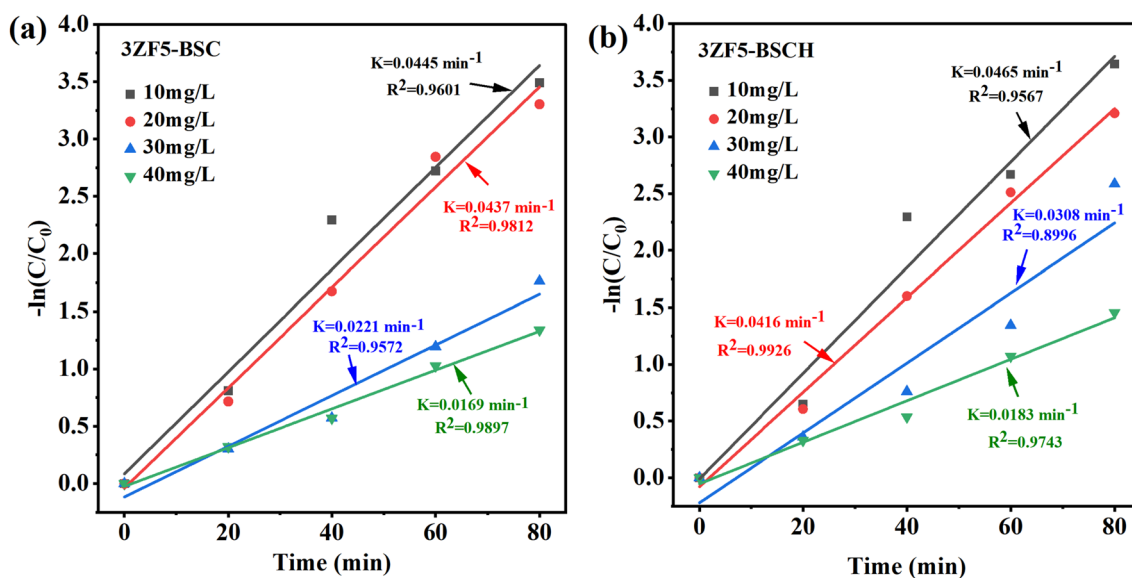 (a)
3ZF5-BSC
10mg/L
20mg/L
30mg/L
40mg/L
K=0.0445 min⁻¹
R²=0.9601
K=0.0437 min⁻¹
R²=0.9812
K=0.0221 min⁻¹
R²=0.9572
K=0.0169 min⁻¹
R²=0.9897
-ln(C/C₀)
4.0
3.5
3.0
2.5
2.0
1.5
1.0
0.5
0.0
0 20 40 60 80
Time (min)
(b)
3ZF5-BSCH
10mg/L
20mg/L
30mg/L
40mg/L
K=0.0465 min⁻¹
R²=0.9567
K=0.0308 min⁻¹
R²=0.8996
K=0.0416 min⁻¹
R²=0.9926
K=0.0183 min⁻¹
R²=0.9743
-ln(C/C₀)
4.0
3.5
3.0
2.5
2.0
1.5
1.0
0.5
0.0
0 20 40 60 80
Time (min)